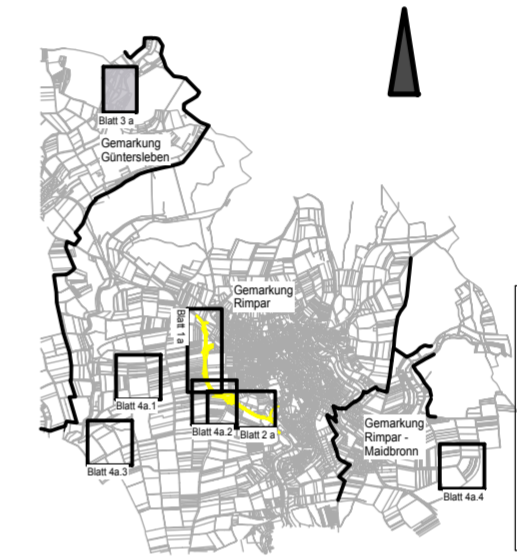 Blatt 3 a
Gemarkung
Güntersleben
Gemarkung
Rimpar
Blatt 1 a
Blatt 4a.1
Blatt 4a.2
Blatt 2 a
Blatt 4a.3
Gemarkung
Rimpar -
Maidbronn
Blatt 4a.4